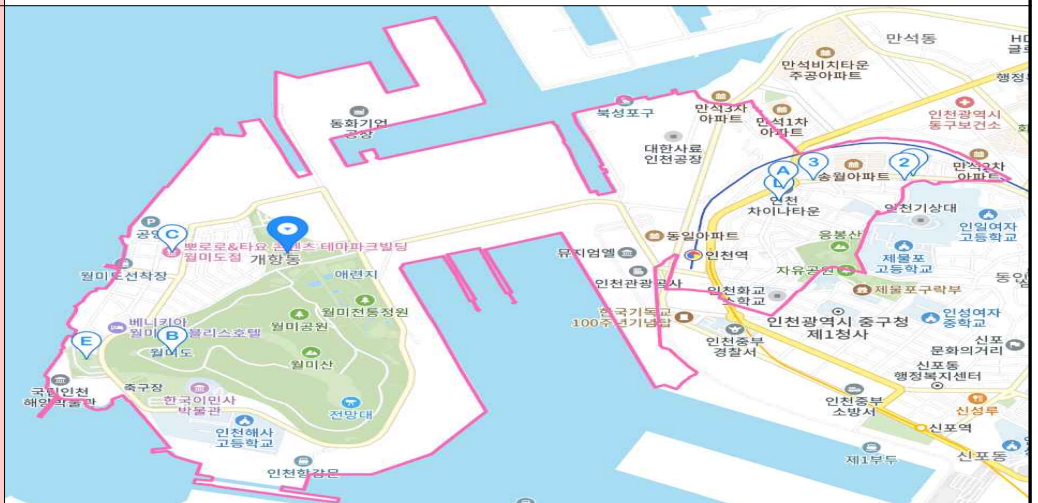 만석동
만석비치타운
주공아파트
글로
행정
동화기업
공장
북성포구
만석3차
아파트
만석1차
아파트
인천광역시
동구보건소
대한사료
인천공장
A
3
송월아파트
2
만석2차
아파트
인천
차이나타운
인천기상대
인일여자
고등학교
응봉산
제물포
고등학교
자유공원
동인
C
뽀로로&타요 콘텐츠 테마파크빌딩
월미도점
개항동
애련지
월미도선착장
동일아파트
뮤지엄엘
인천역
인천관광공사
인천화교
소학교
제물포구락부
월미전통정원
월미공원
한국기독교
100주년기념탑
인천광역시 중구청
제1청사
인성여자
중학교
베니키아
B
월미도
E
월미산
인천중부
경찰서
신포
문화의거리
신포동
행정복지센터
국립인천
해양박물관
축구장
한국이민사
박물관
전망대
인천중부
소방서
신성루
인천해사
고등학교
신포역
인천항갑문
제1부두
신포동